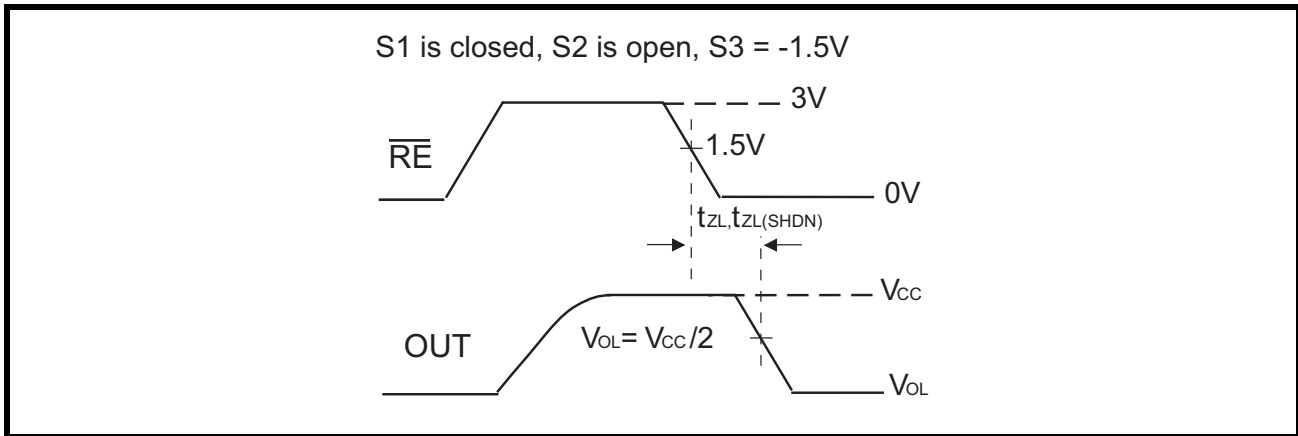 S1 is closed, S2 is open, S3 = -1.5V
3V
RE
1.5V
0V
tZL,tZL(SHDN)
VCC
OUT
VOL= VCC/2
VOL